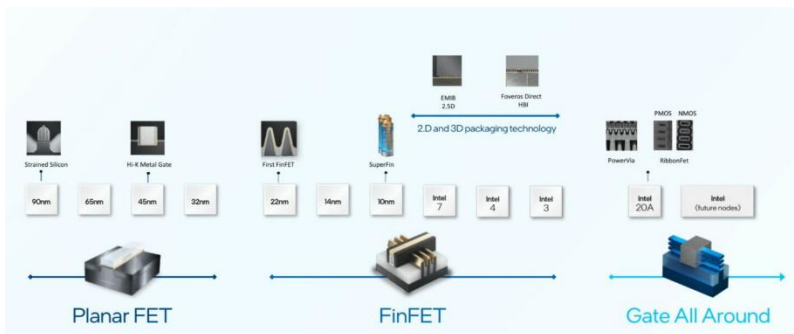 EMIB
2.5D
Foveros Direct
HBI
2.D and 3D packaging technology
PMOS NMOS
Strained Silicon
Hi-K Metal Gate
First FinFET
SuperFin
PowerVia
RibbonFet
90nm
65nm
45nm
32nm
22nm
14nm
10nm
Intel
7
Intel
4
Intel
3
Intel
20A
Intel
(future nodes)
Planar FET
FinFET
Gate All Around